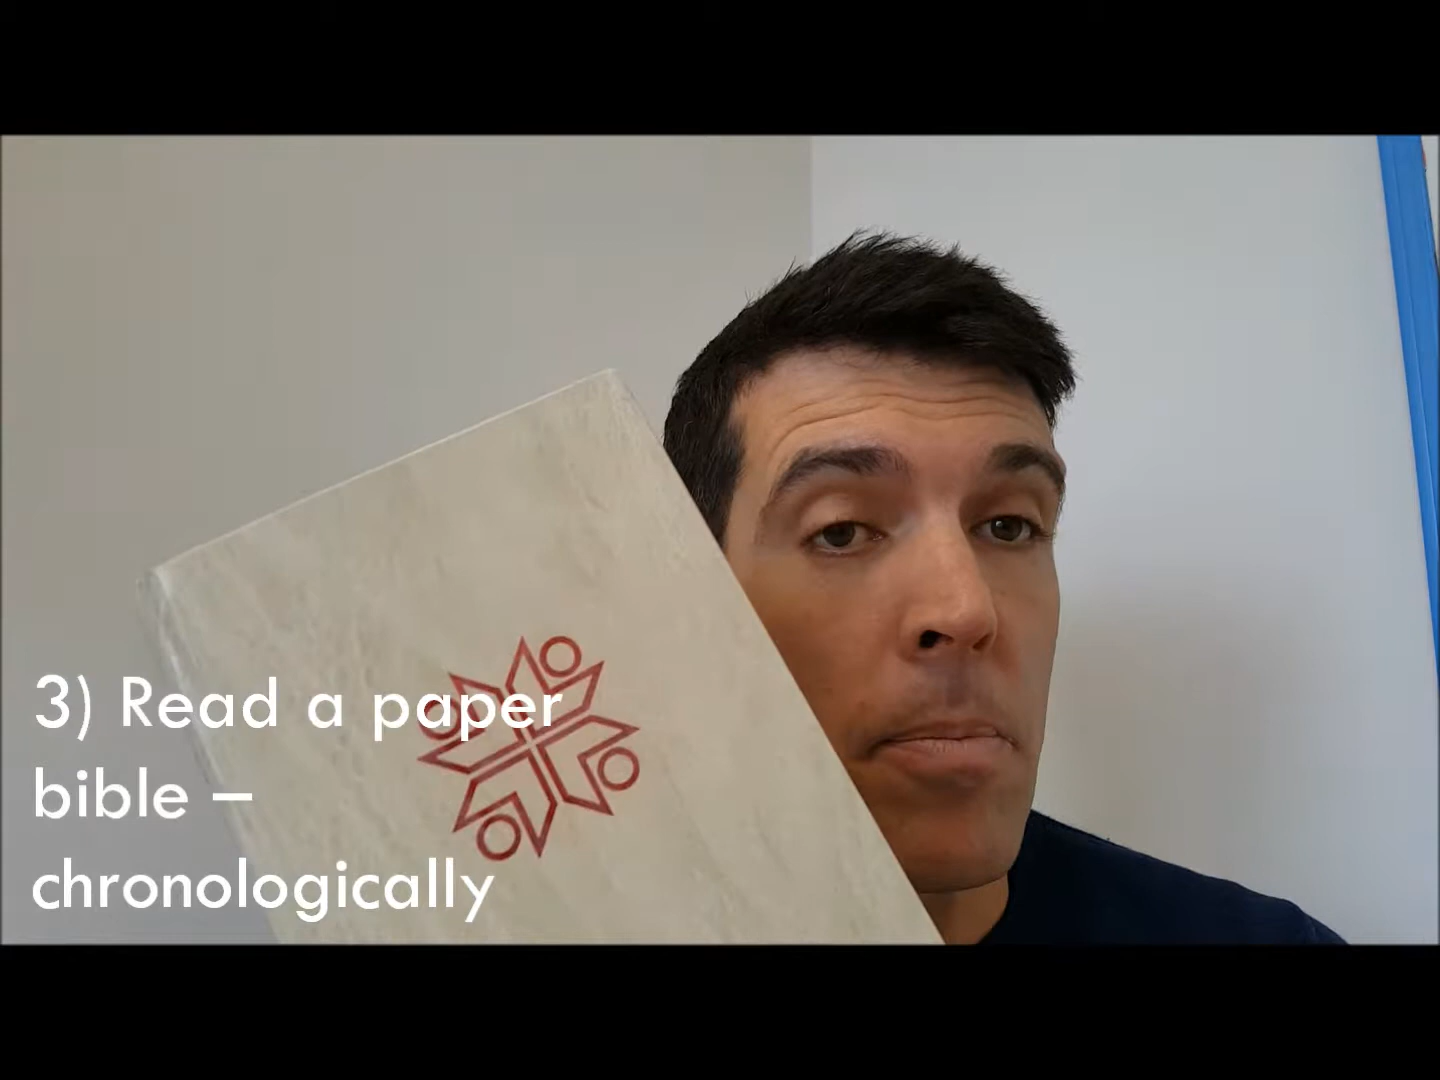 3) Read a paper
bible –
chronologically